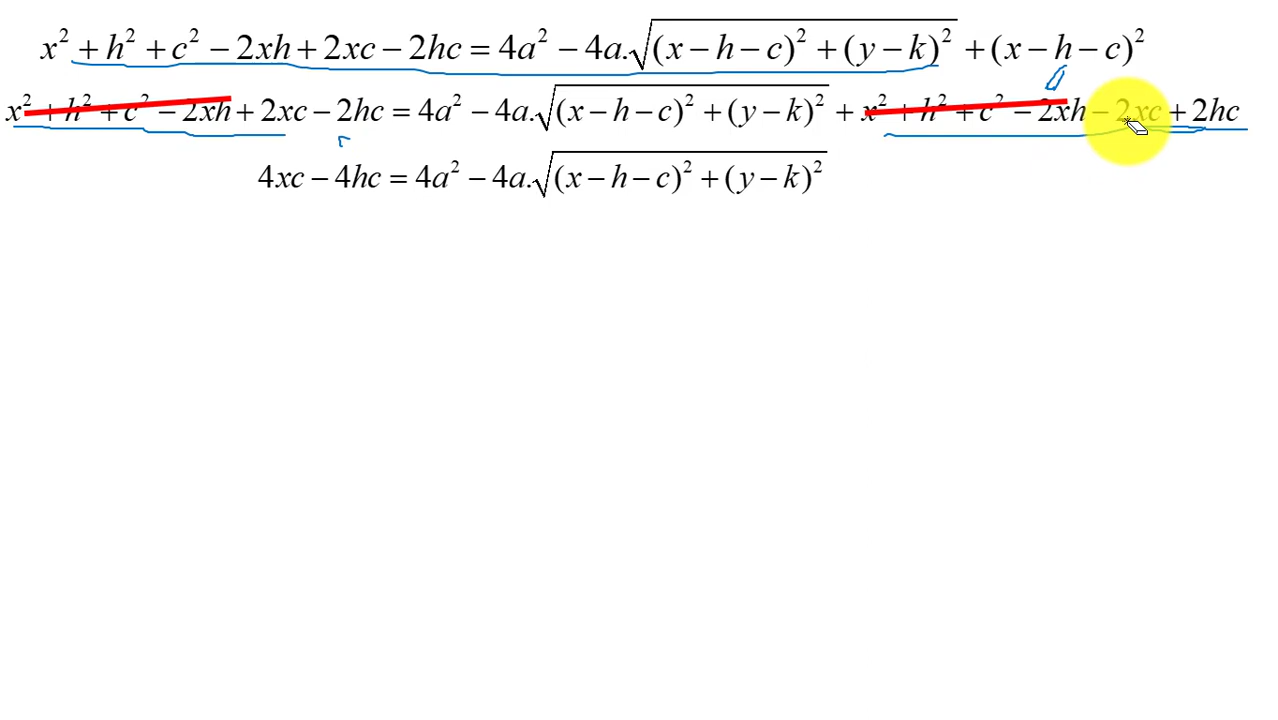 x² + h² + c² − 2xh + 2xc − 2hc = 4a² − 4a.√((x − h − c)² + (y − k)²) + (x − h − c)²
x² + h² + c² − 2xh + 2xc − 2hc = 4a² − 4a.√((x − h − c)² + (y − k)²) + x² + h² + c² − 2xh − 2xc + 2hc
4xc − 4hc = 4a² − 4a.√((x − h − c)² + (y − k)²)